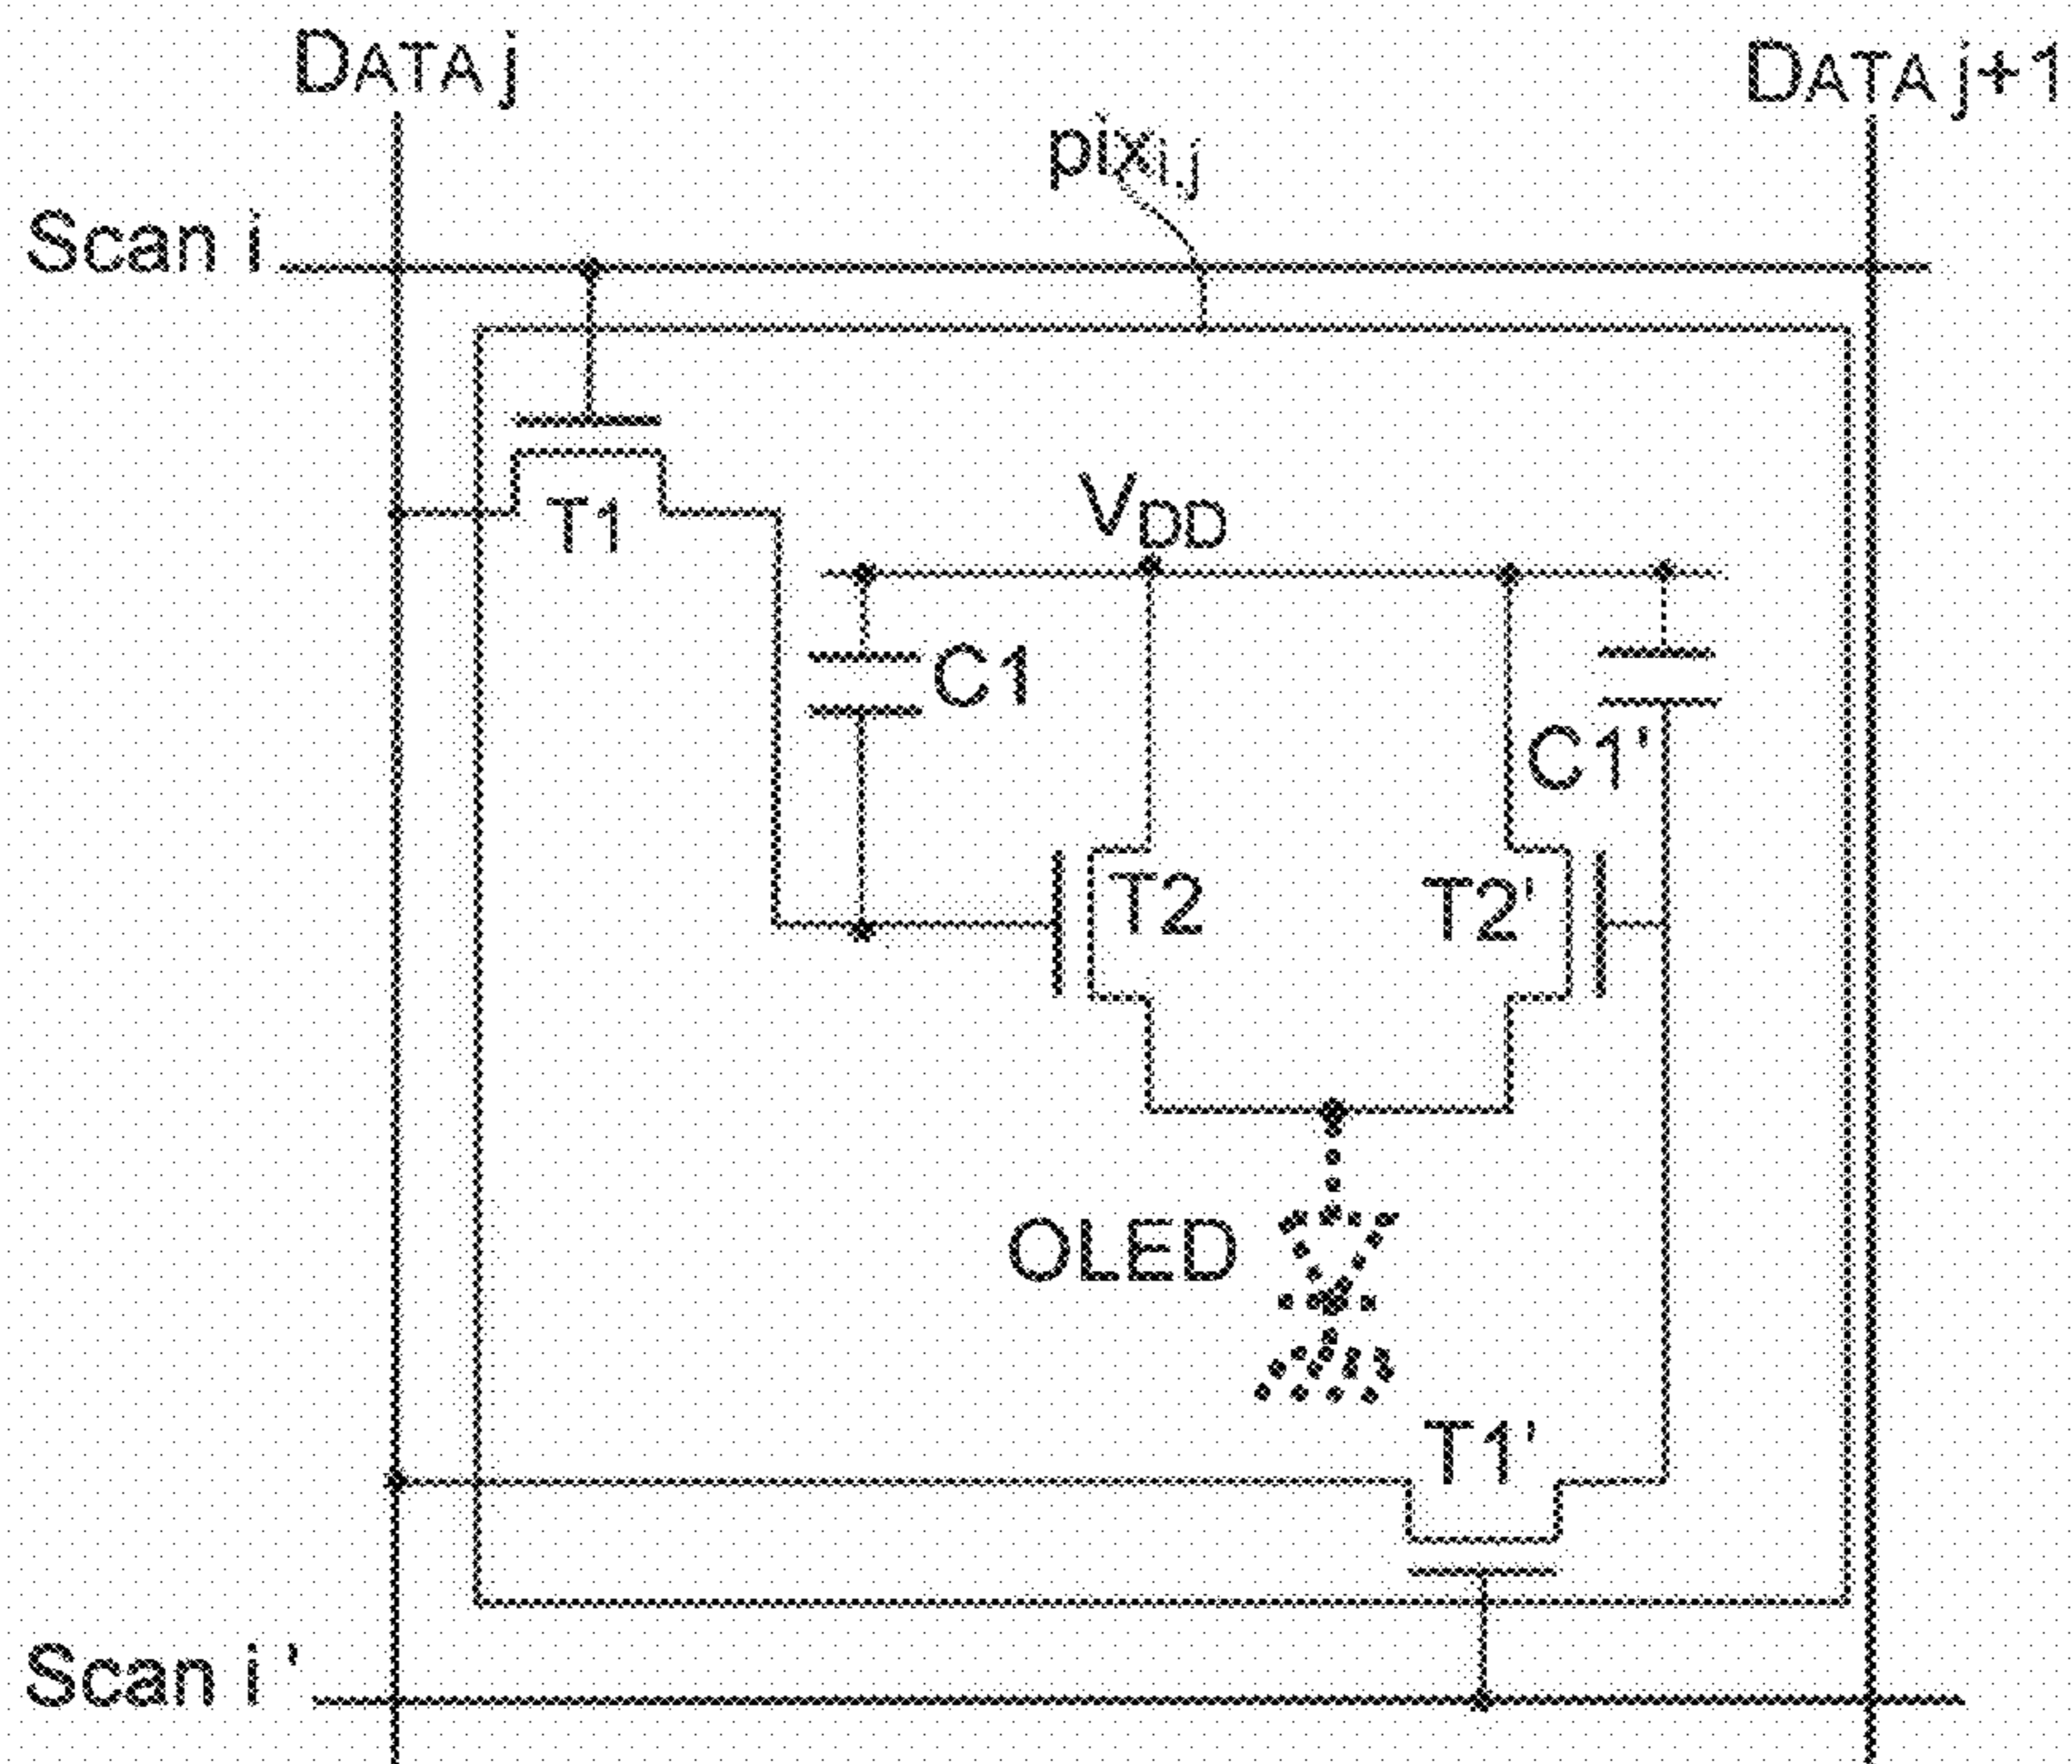 DATA j
DATA j+1
pixi.j
Scan i
T1
VDD
C1
C1'
T2
T2'
OLED
T1'
Scan i '